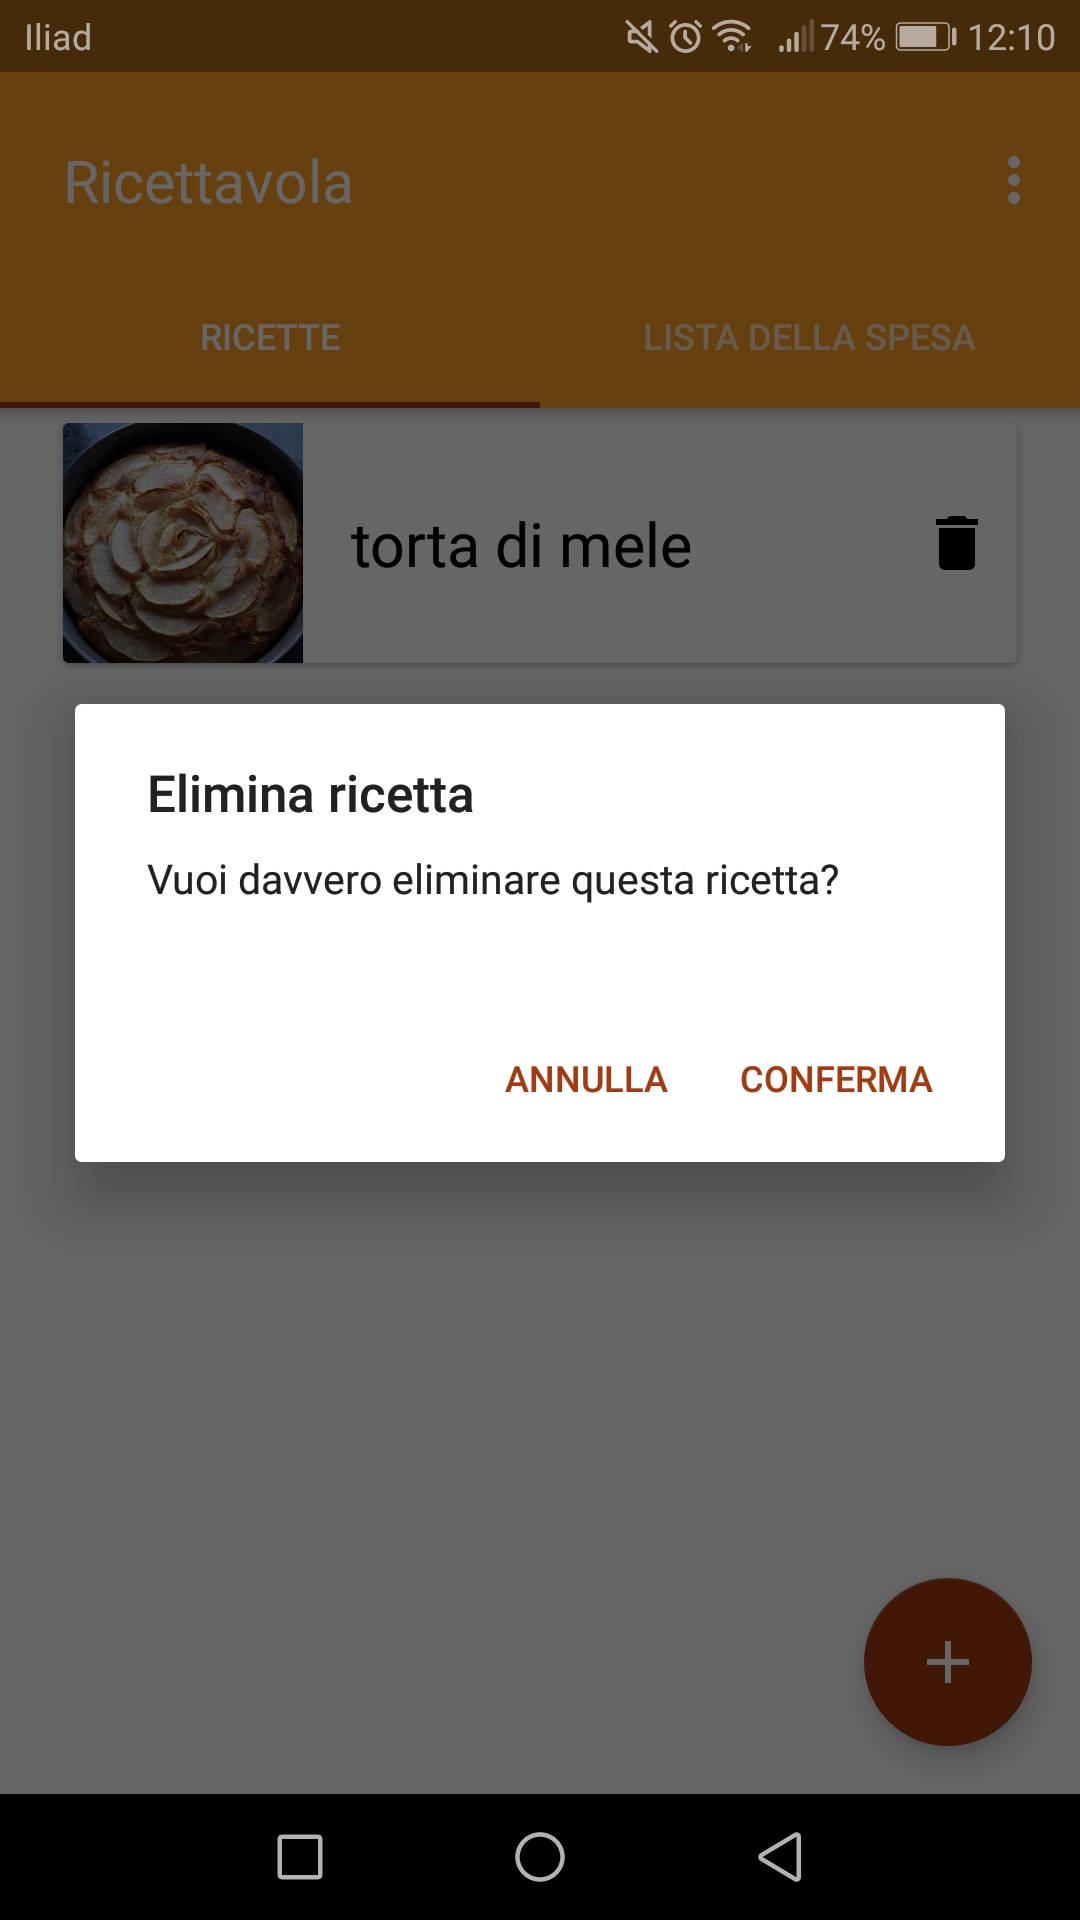 Iliad 74% 12:10
Ricettavola
RICETTE LISTA DELLA SPESA
torta di mele
Elimina ricetta
Vuoi davvero eliminare questa ricetta?
ANNULLA CONFERMA